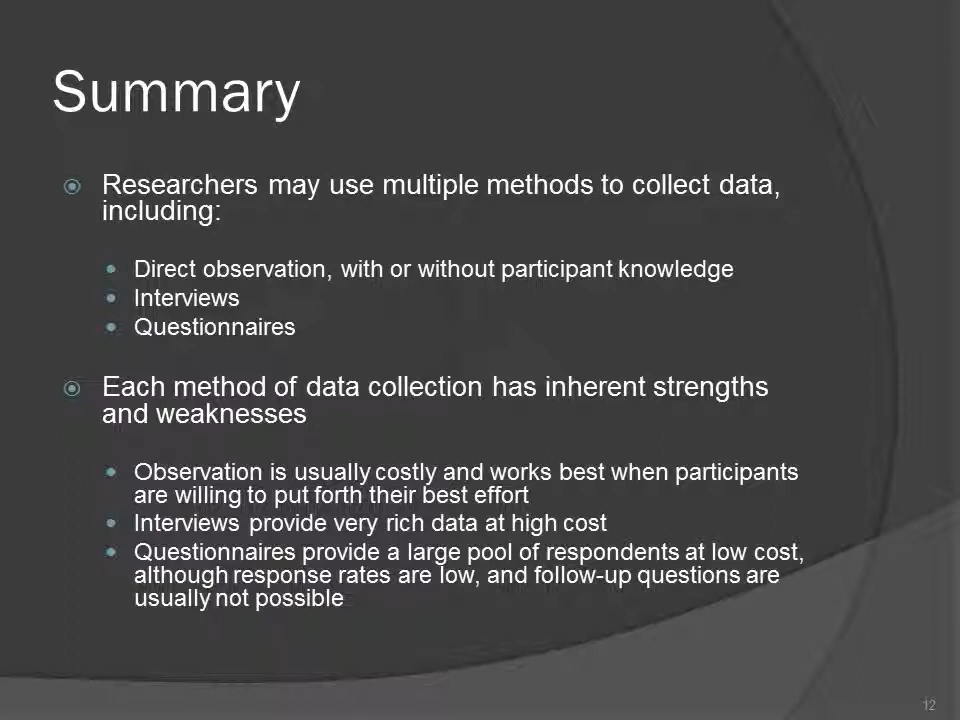 Summary
Researchers may use multiple methods to collect data,
including:
Direct observation, with or without participant knowledge
Interviews
Questionnaires
Each method of data collection has inherent strengths
and weaknesses
Observation is usually costly and works best when participants
are willing to put forth their best effort
Interviews provide very rich data at high cost
Questionnaires provide a large pool of respondents at low cost,
although response rates are low, and follow-up questions are
usually not possible
12